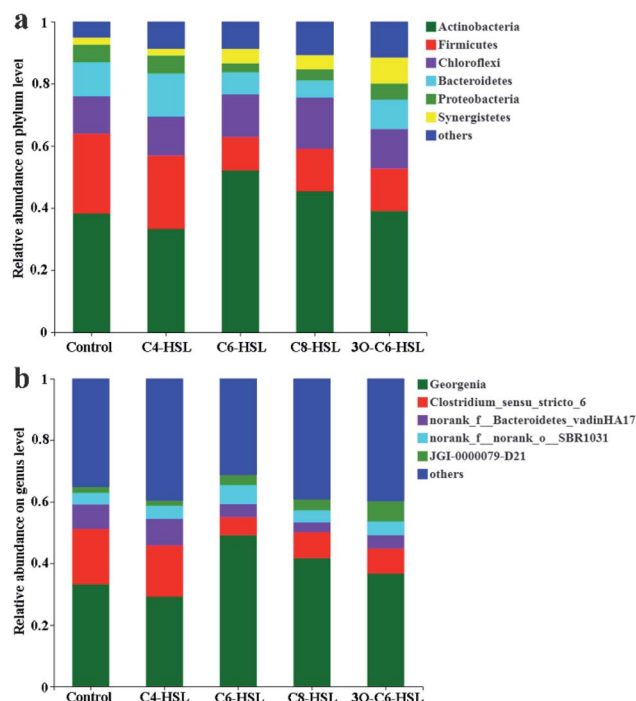 a
Relative abundance on phylum level
1
0.8
0.6
0.4
0.2
0
Control C4-HSL C6-HSL C8-HSL 3O-C6-HSL
Actinobacteria
Firmicutes
Chloroflexi
Bacteroidetes
Proteobacteria
Synergistetes
others
b
Relative abundance on genus level
1
0.8
0.6
0.4
0.2
0
Control C4-HSL C6-HSL C8-HSL 3O-C6-HSL
Georgenia
Clostridium_sensu_stricto_6
norank_f__Bacteroidetes_vadinHA17
norank_f__norank_o__SBR1031
JGI-0000079-D21
others